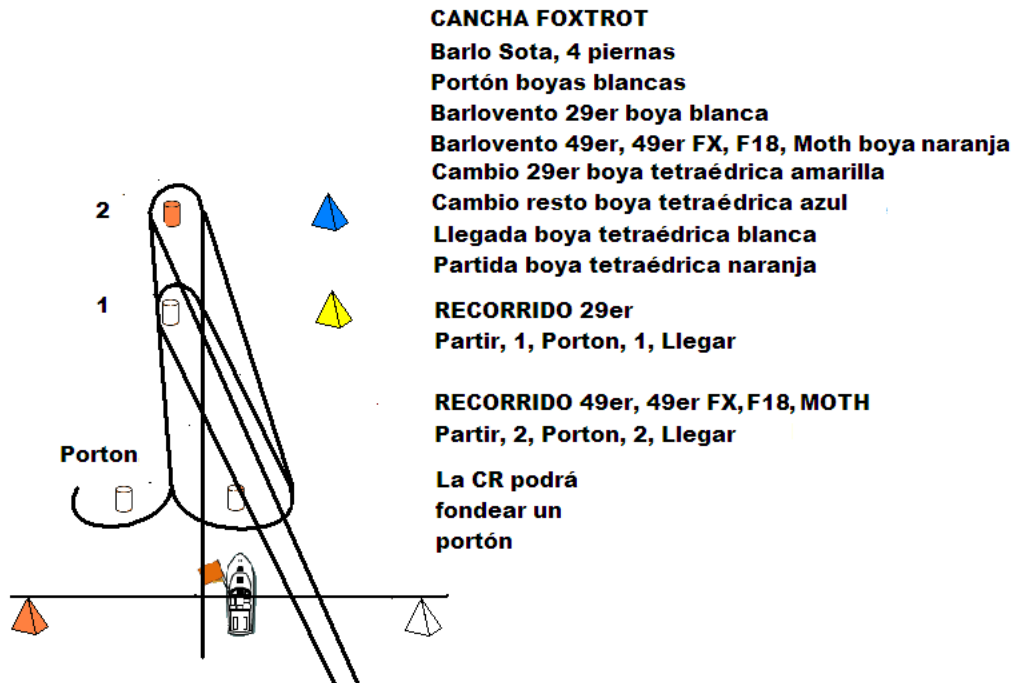 CANCHA FOXTROT
Barlo Sota, 4 piernas
Portón boyas blancas
Barlovento 29er boya blanca
Barlovento 49er, 49er FX, F18, Moth boya naranja
Cambio 29er boya tetraédrica amarilla
Cambio resto boya tetraédrica azul
Llegada boya tetraédrica blanca
Partida boya tetraédrica naranja
RECORRIDO 29er
Partir, 1, Porton, 1, Llegar
RECORRIDO 49er, 49er FX, F18, MOTH
Partir, 2, Porton, 2, Llegar
La CR podrá
fondear un
portón
2
1
Porton